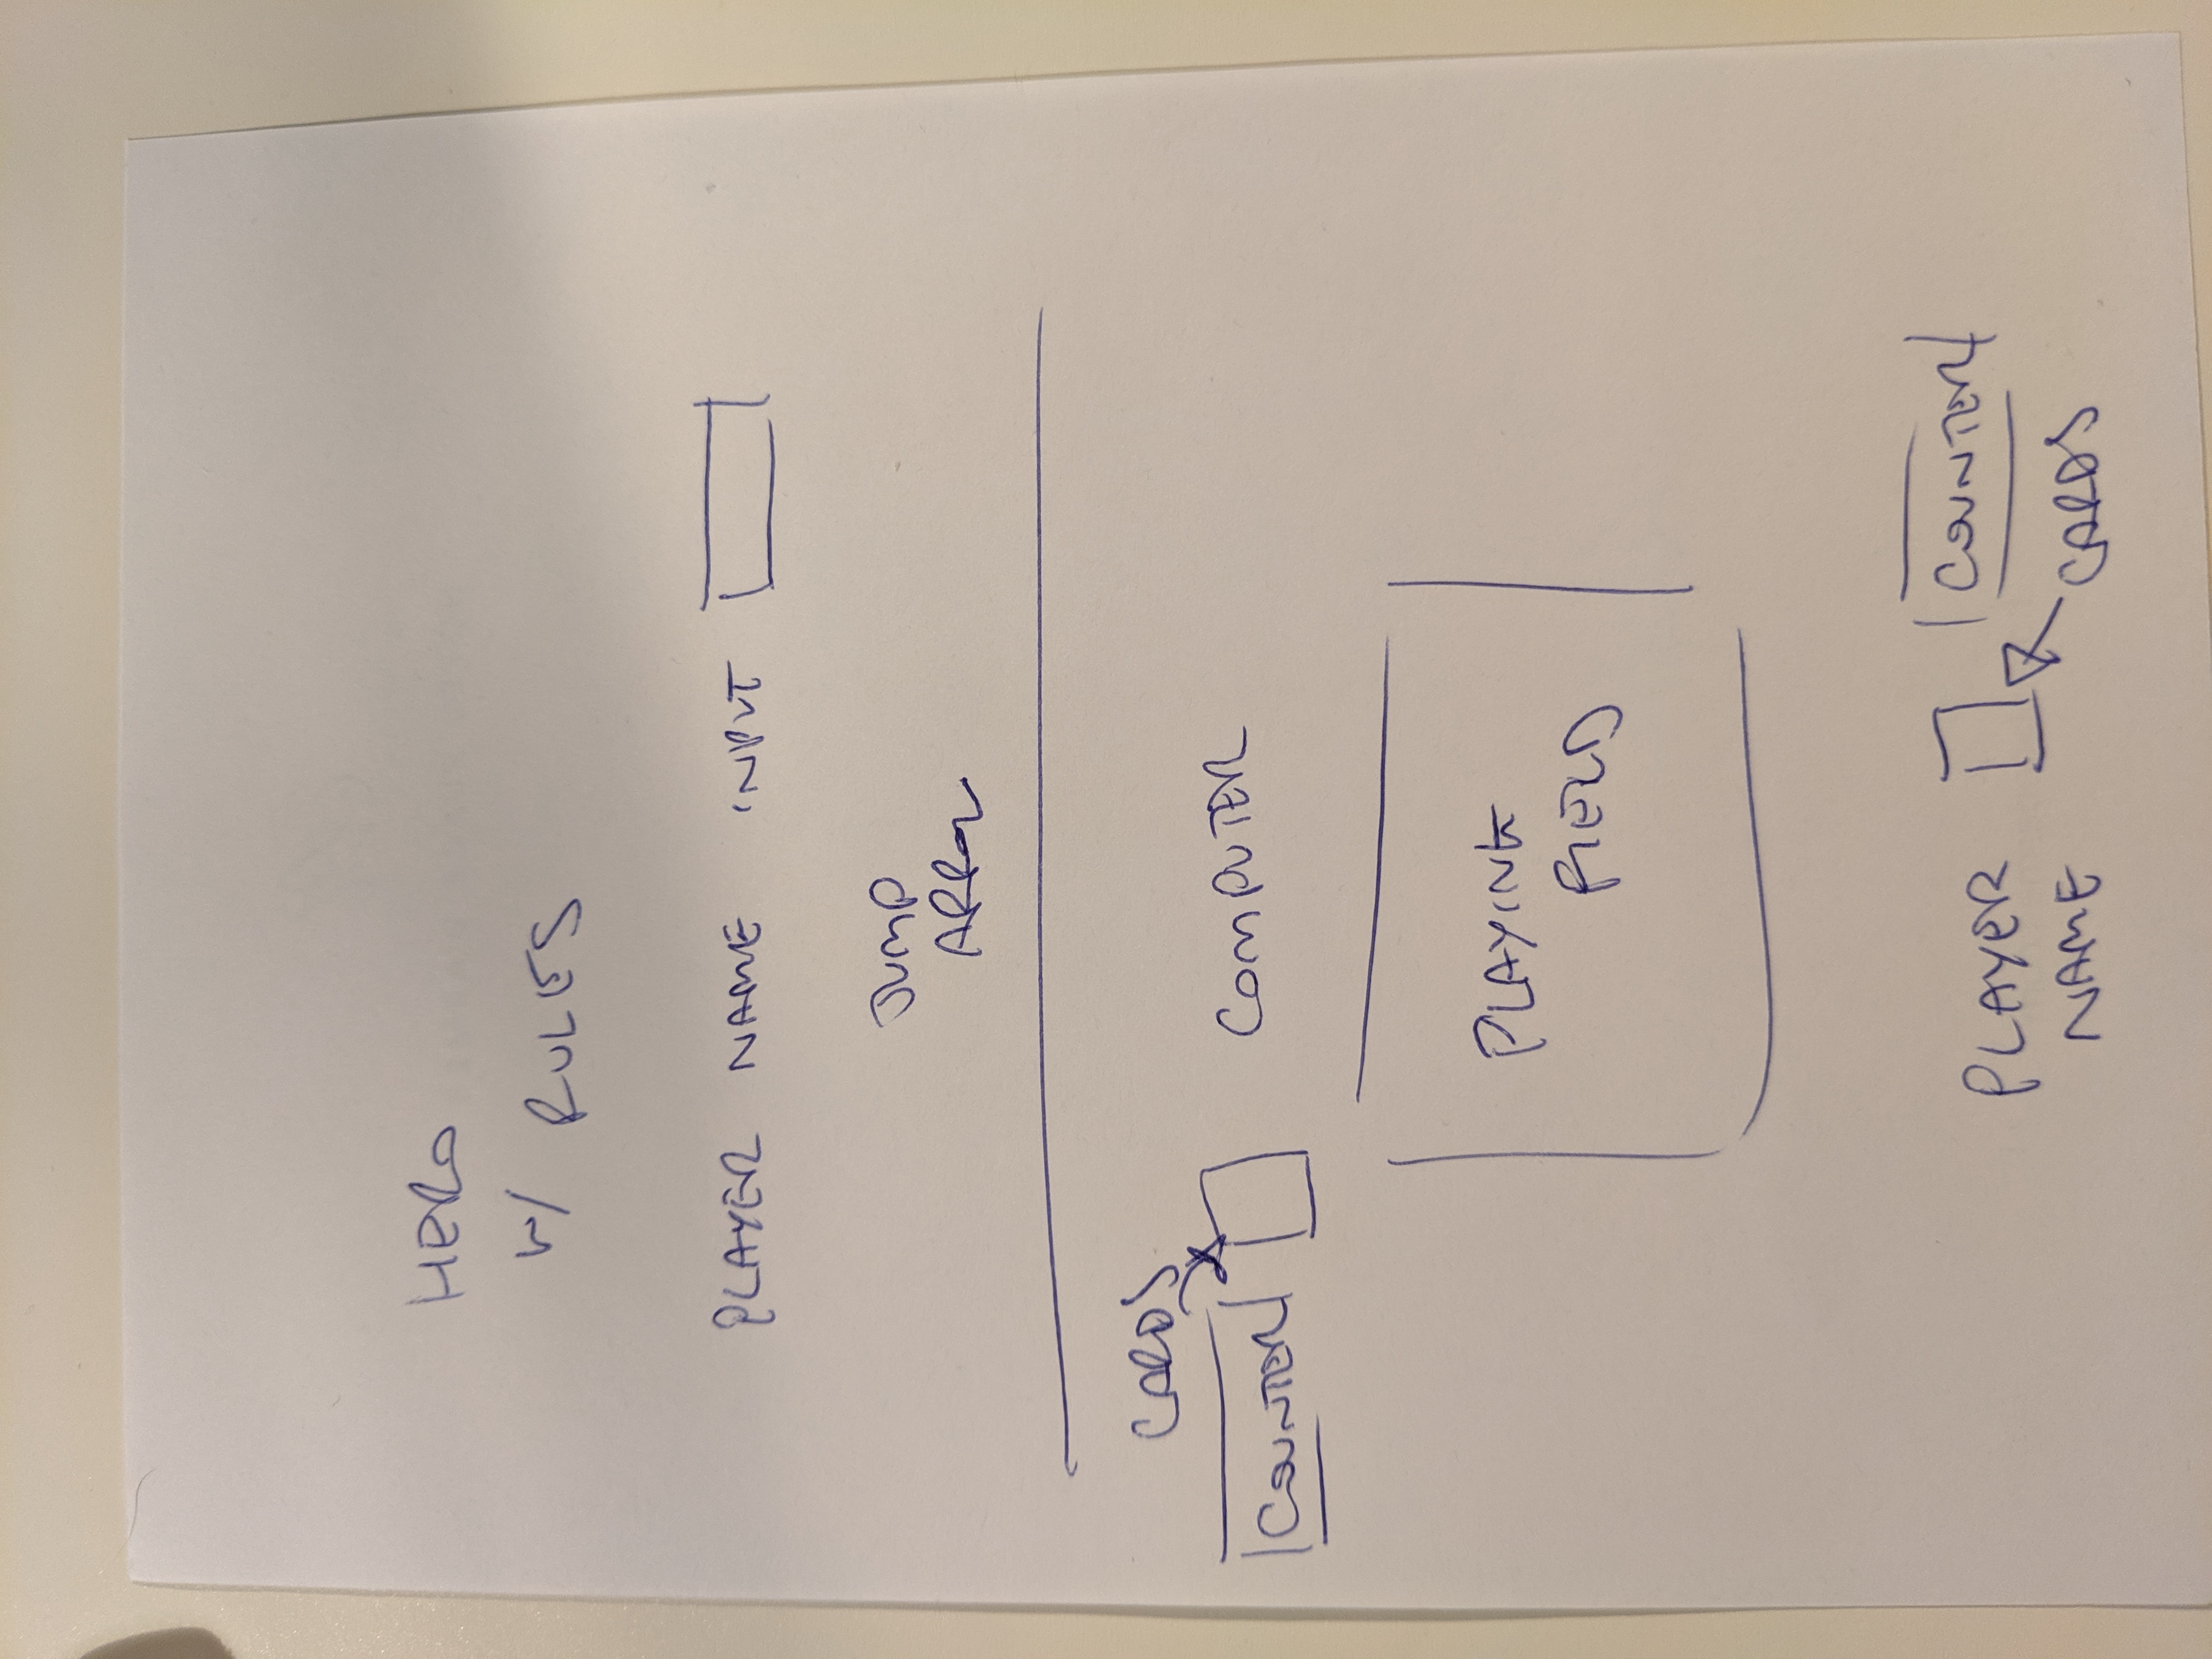 HERO
W/ RULES
PLAYER NAME INPUT
JUMP
ARROW
CARDS
COUNTER
COMPUTER
PLAYING
FIELD
PLAYER
NAME
COUNTER
CARDS